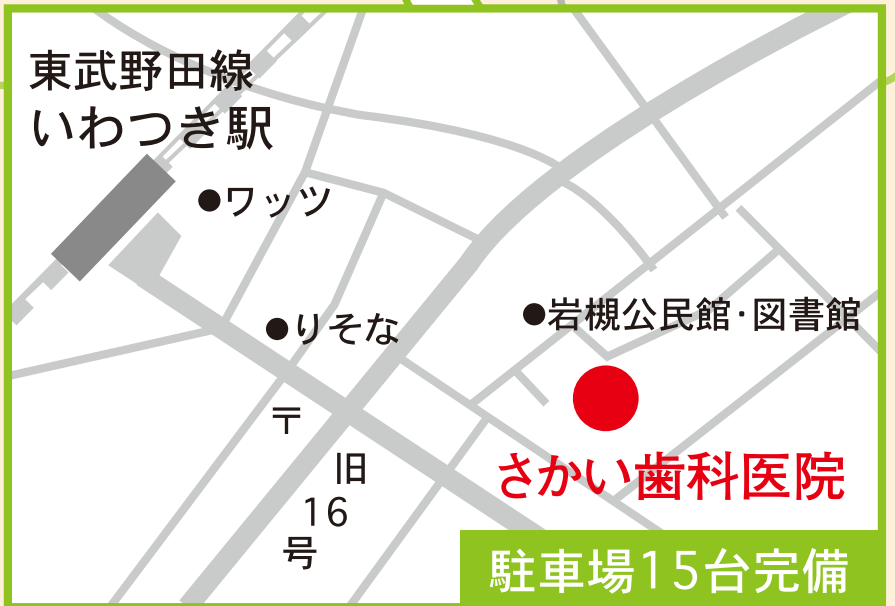 東武野田線
いわつき駅
●ワッツ
●りそな
●岩槻公民館・図書館
〒
さかい歯科医院
旧
16
号
駐車場15台完備